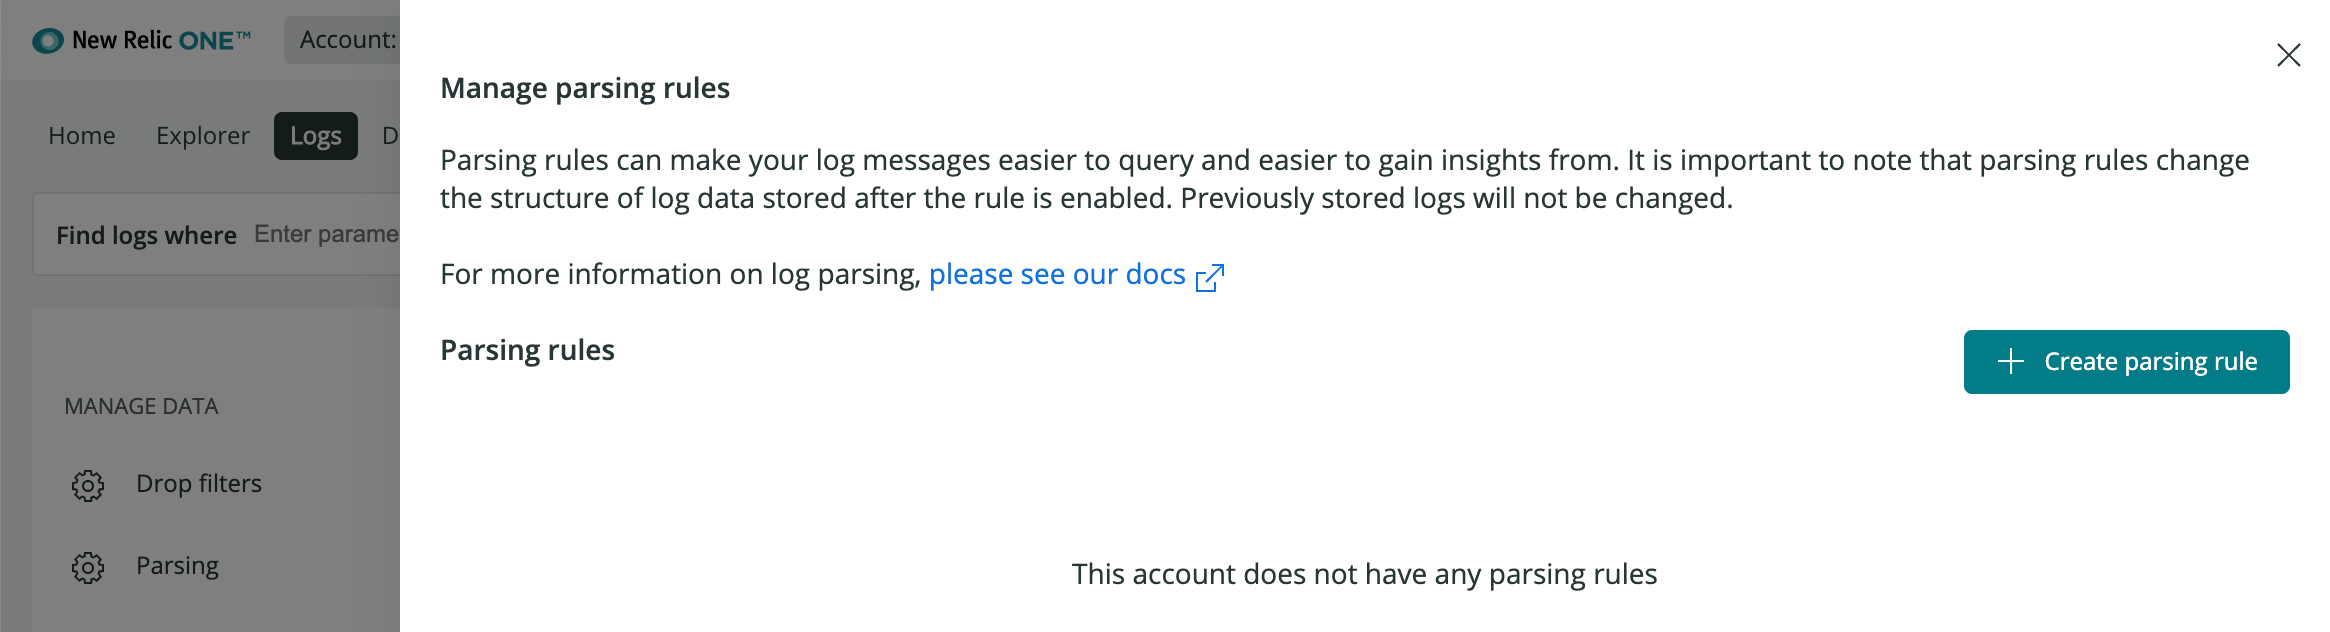 New Relic ONE™
Account:
Home Explorer Logs D
Find logs where Enter parame
MANAGE DATA
Drop filters
Parsing
Manage parsing rules
Parsing rules can make your log messages easier to query and easier to gain insights from. It is important to note that parsing rules change
the structure of log data stored after the rule is enabled. Previously stored logs will not be changed.
For more information on log parsing, please see our docs
Parsing rules
Create parsing rule
This account does not have any parsing rules